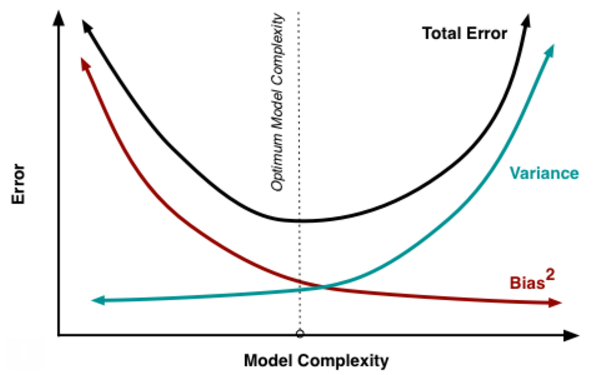 Total Error
Optimum Model Complexity
Variance
Error
Bias²
Model Complexity